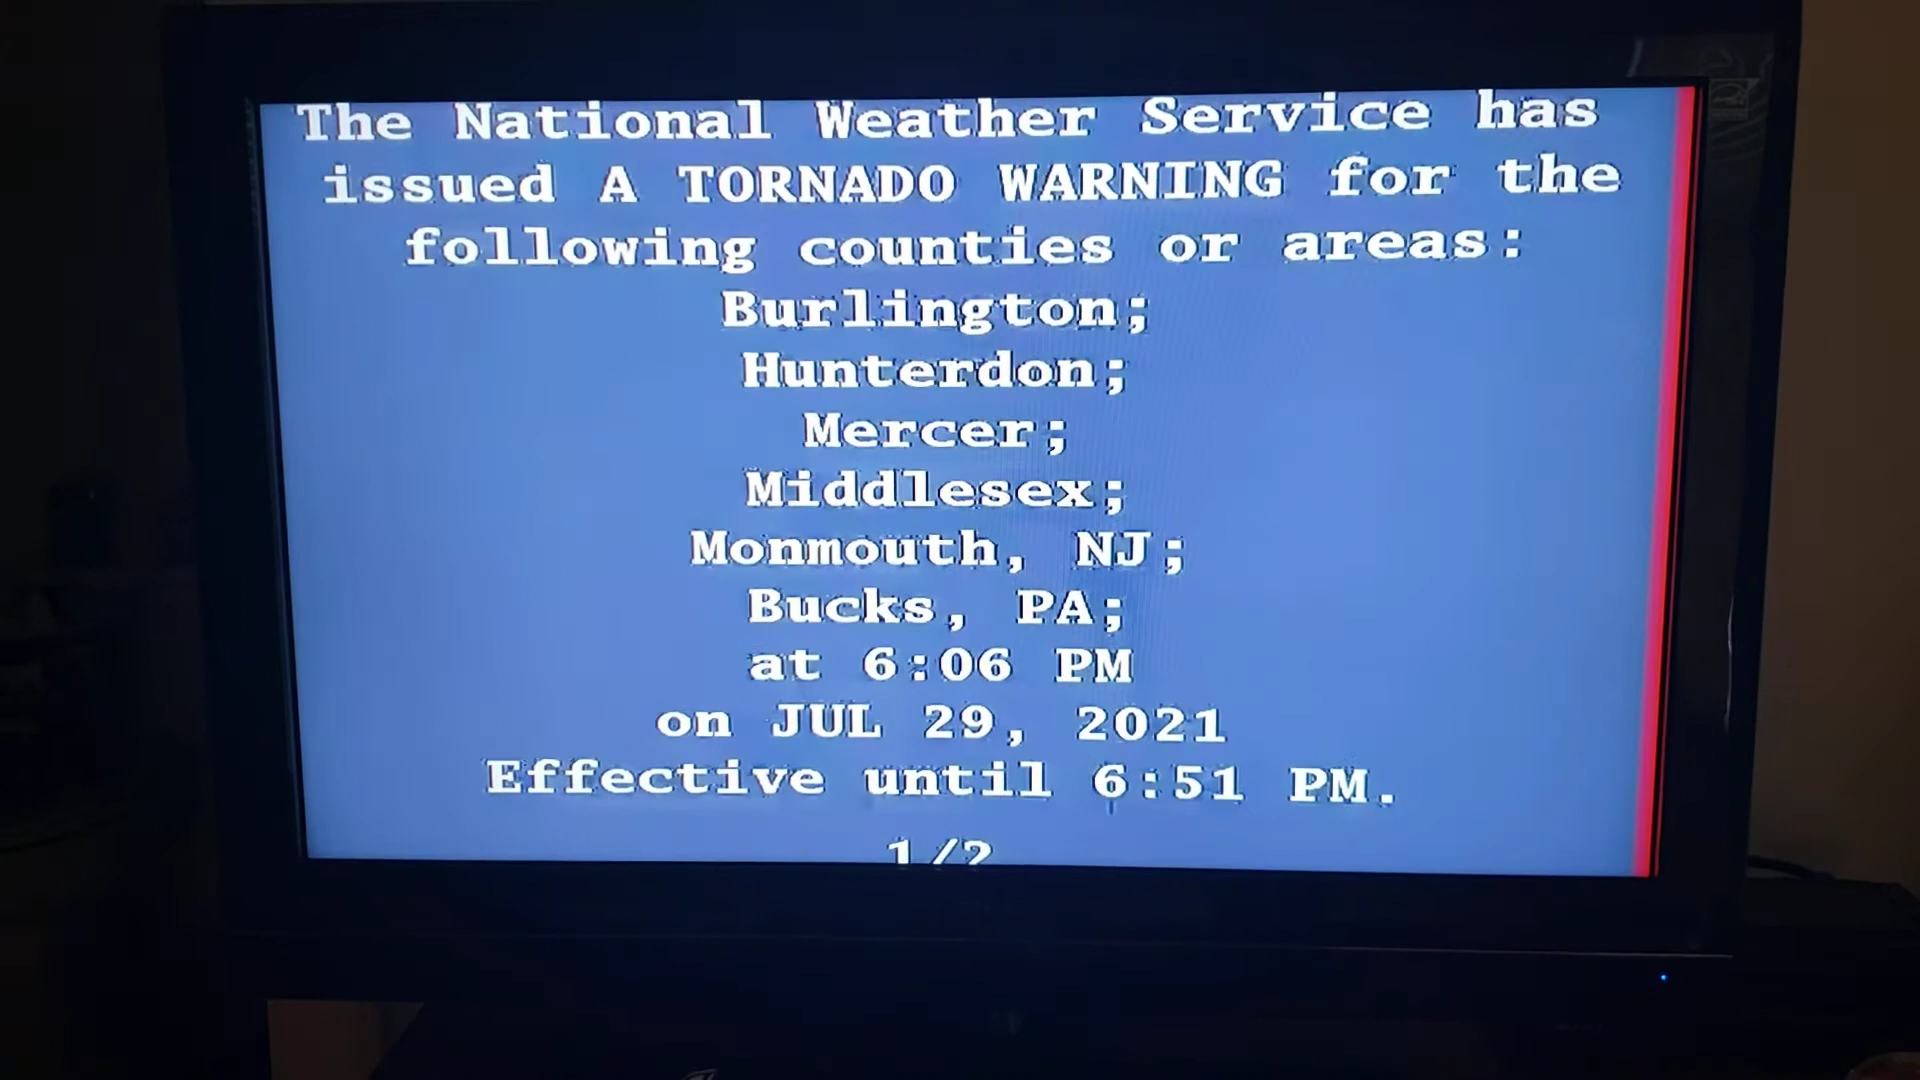 The National Weather Service has
issued A TORNADO WARNING for the
following counties or areas:
Burlington;
Hunterdon;
Mercer;
Middlesex;
Monmouth, NJ;
Bucks, PA;
at 6:06 PM
on JUL 29, 2021
Effective until 6:51 PM.
1/2